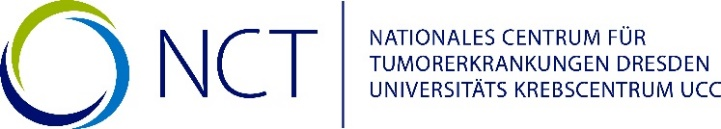 NCT
NATIONALES CENTRUM FÜR
TUMORERKRANKUNGEN DRESDEN
UNIVERSITÄTS KREBSCENTRUM UCC